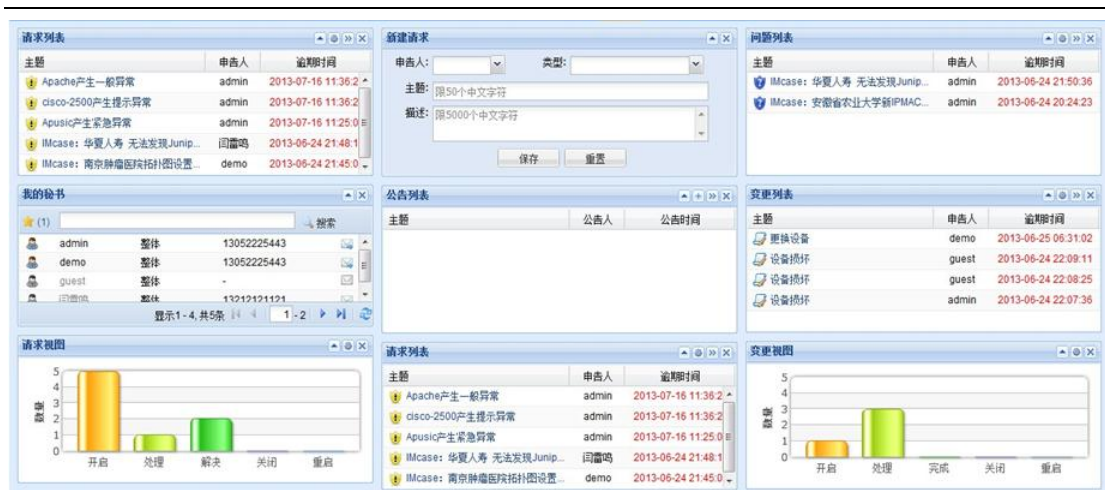 请求列表
主题 申告人 逾期时间
Apache产生一般异常 admin 2013-07-16 11:36:2
cisco-2500产生提示异常 admin 2013-07-16 11:36:2
Apusic产生紧急异常 admin 2013-07-16 11:25:0
IMcase：华夏人寿 无法发现Junip... 闫雷鸣 2013-06-24 21:48:1
IMcase：南京肿瘤医院拓扑图设置... demo 2013-06-24 21:45:0
新建请求
申告人: 类型:
主题: 限50个中文字符
描述: 限5000个中文字符
保存 重置
问题列表
主题 申告人 逾期时间
IMcase：华夏人寿 无法发现Junip... admin 2013-06-24 21:50:36
IMcase：安徽省农业大学新IPMAC... admin 2013-06-24 20:24:23
我的秘书
(1) 搜索
admin 整体 13052225443
demo 整体 13052225443
guest 整体 -
闫雷鸣 整体 13212121121
显示1 - 4, 共5条 1 - 2
公告列表
主题 公告人 公告时间
变更列表
主题 申告人 逾期时间
更换设备 demo 2013-06-25 06:31:02
设备损坏 guest 2013-06-24 22:09:11
设备损坏 guest 2013-06-24 22:08:25
设备损坏 admin 2013-06-24 22:07:36
请求视图
数量
5
4
3
2
1
0
开启 处理 解决 关闭 重启
请求列表
主题 申告人 逾期时间
Apache产生一般异常 admin 2013-07-16 11:36:2
cisco-2500产生提示异常 admin 2013-07-16 11:36:2
Apusic产生紧急异常 admin 2013-07-16 11:25:0
IMcase：华夏人寿 无法发现Junip... 闫雷鸣 2013-06-24 21:48:1
IMcase：南京肿瘤医院拓扑图设置... demo 2013-06-24 21:45:0
变更视图
数量
5
4
3
2
1
0
开启 处理 完成 关闭 重启